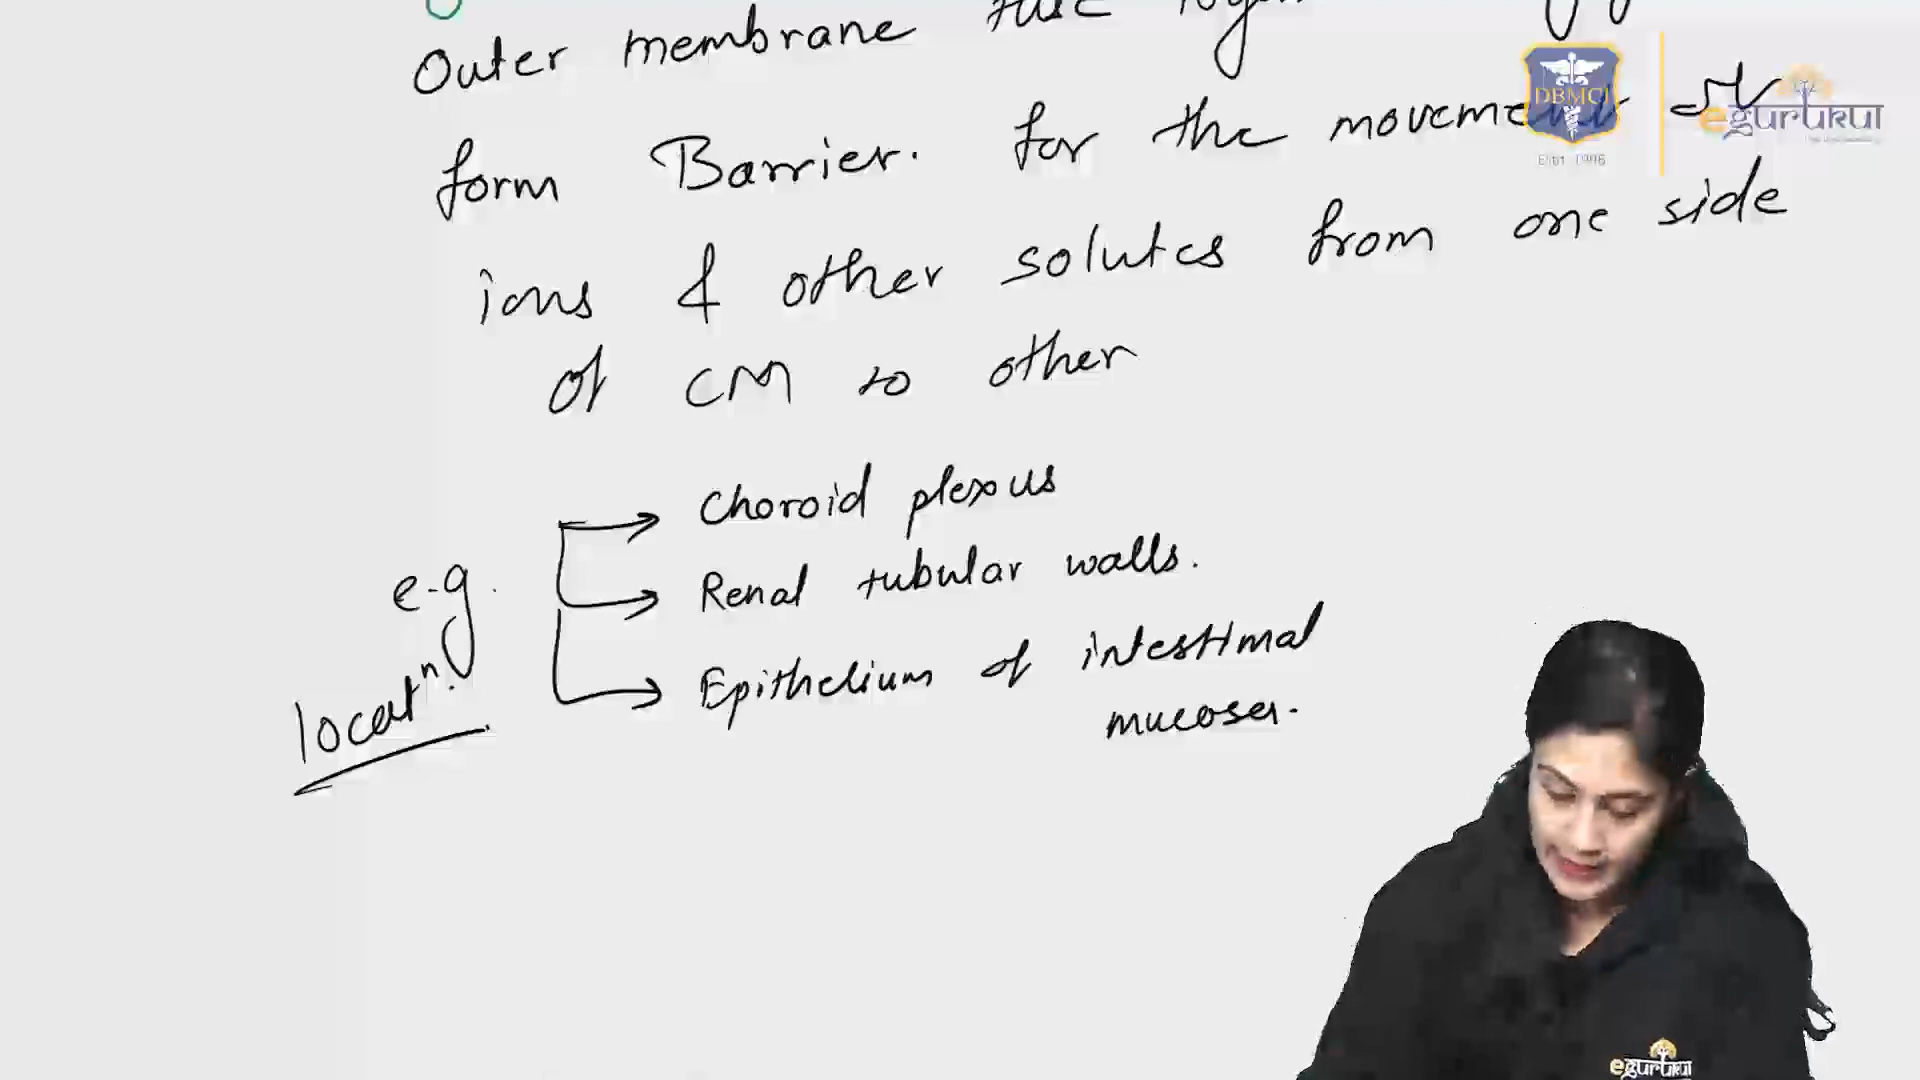 Outer membrane
form Barrier. for the movement of
ions & other solutes from one side
of CM to other
Choroid plexus
e.g. Renal tubular walls.
locatn. Epithelium of intestinal
mucosa.
DBMCI
Estd. 1996
egurukul
egurukul